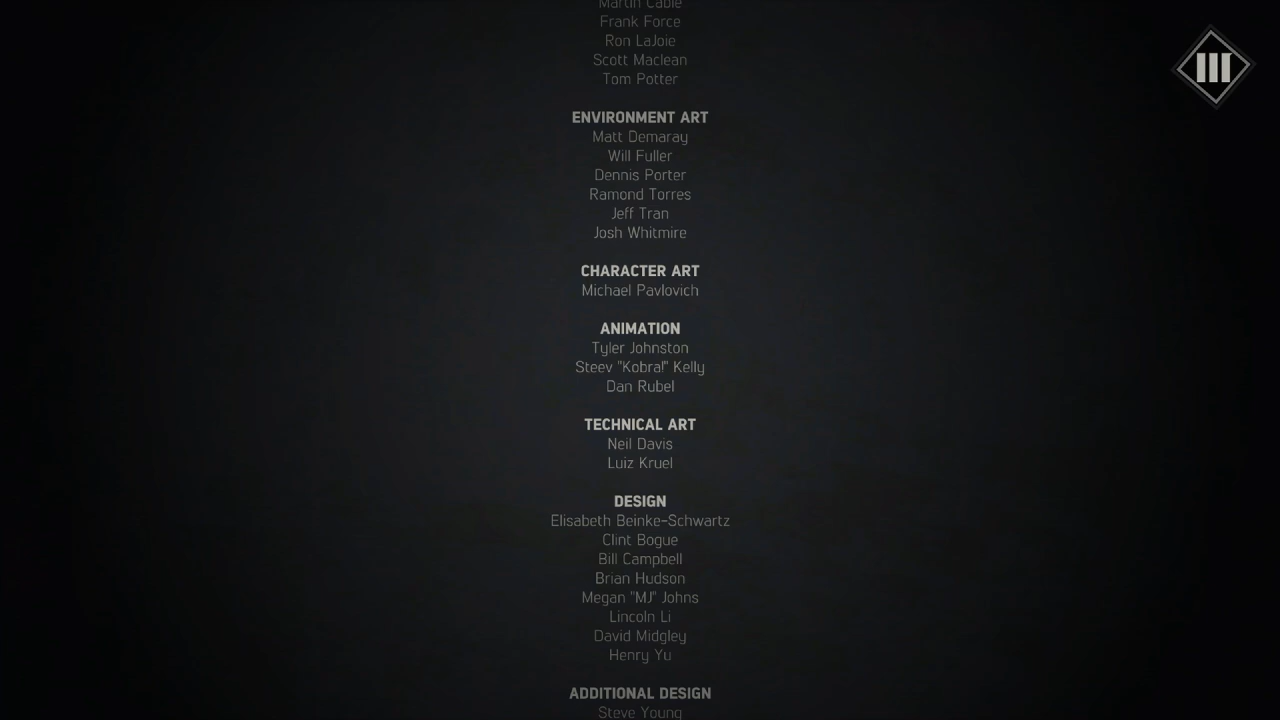 Martin Cable
Frank Force
Ron LaJoie
Scott Maclean
Tom Potter
ENVIRONMENT ART
Matt Demaray
Will Fuller
Dennis Porter
Ramond Torres
Jeff Tran
Josh Whitmire
CHARACTER ART
Michael Pavlovich
ANIMATION
Tyler Johnston
Steev "Kobra!" Kelly
Dan Rubel
TECHNICAL ART
Neil Davis
Luiz Kruel
DESIGN
Elisabeth Beinke-Schwartz
Clint Bogue
Bill Campbell
Brian Hudson
Megan "MJ" Johns
Lincoln Li
David Midgley
Henry Yu
ADDITIONAL DESIGN
Steve Young
III